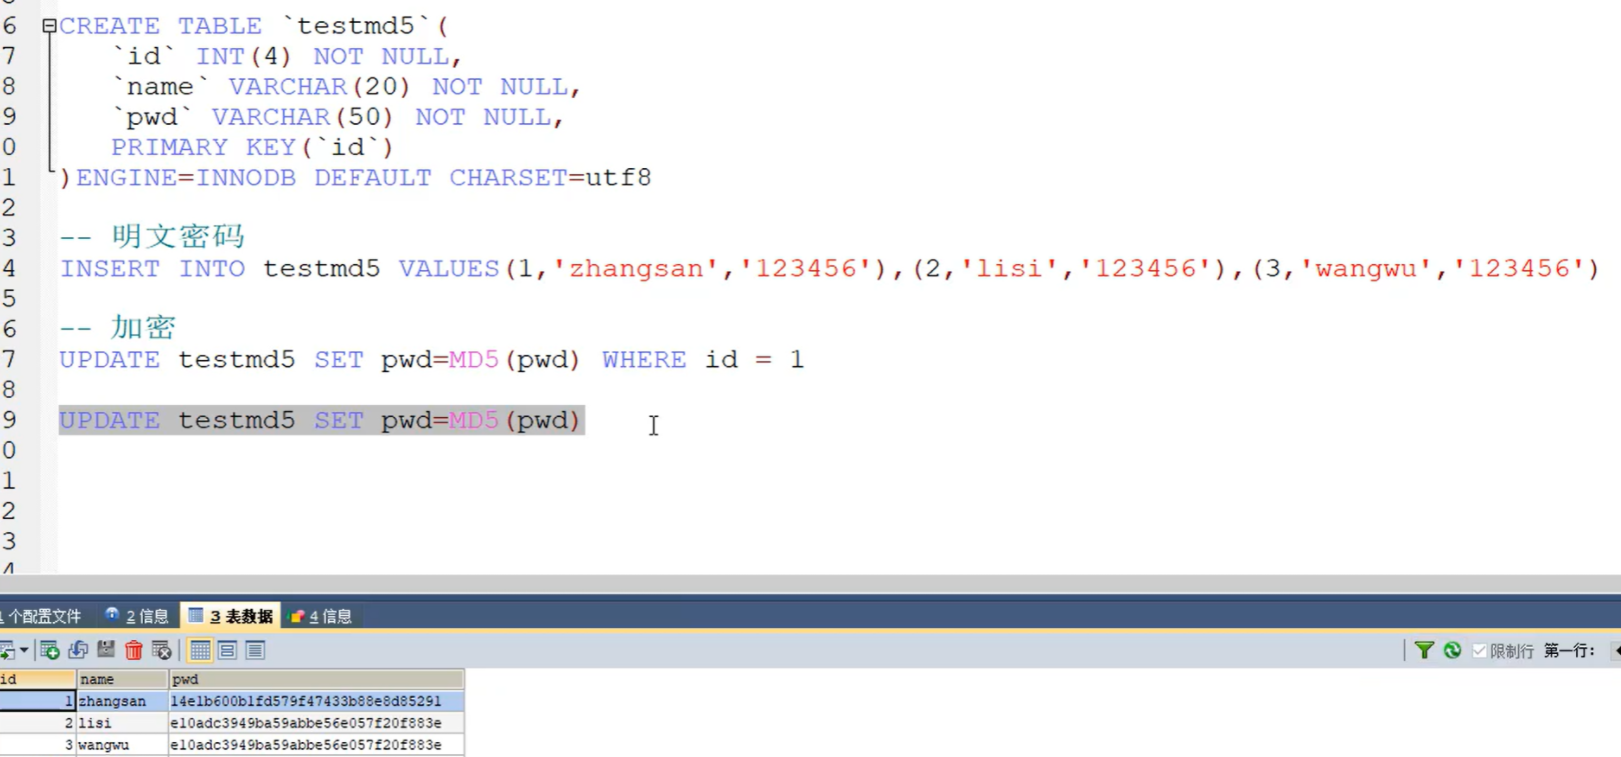 6 CREATE TABLE `testmd5`(
7 `id` INT(4) NOT NULL,
8 `name` VARCHAR(20) NOT NULL,
9 `pwd` VARCHAR(50) NOT NULL,
0 PRIMARY KEY(`id`)
1 )ENGINE=INNODB DEFAULT CHARSET=utf8
2
3 -- 明文密码
4 INSERT INTO testmd5 VALUES(1,'zhangsan','123456'),(2,'lisi','123456'),(3,'wangwu','123456')
5
6 -- 加密
7 UPDATE testmd5 SET pwd=MD5(pwd) WHERE id = 1
8
9 UPDATE testmd5 SET pwd=MD5(pwd)
0
1
2
3
4
1 个配置文件 2 信息 3 表数据 4 信息
限制行 第一行:
id name pwd
1 zhangsan 14e1b600b1fd579f47433b88e8d85291
2 lisi e10adc3949ba59abbe56e057f20f883e
3 wangwu e10adc3949ba59abbe56e057f20f883e